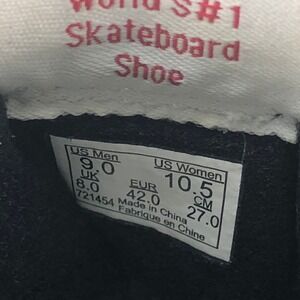 World's #1
Skateboard
Shoe
US Men US Women
9.0 10.5
UK EUR CM
8.0 42.0 27.0
721454 Made in China
Fabrique en Chine